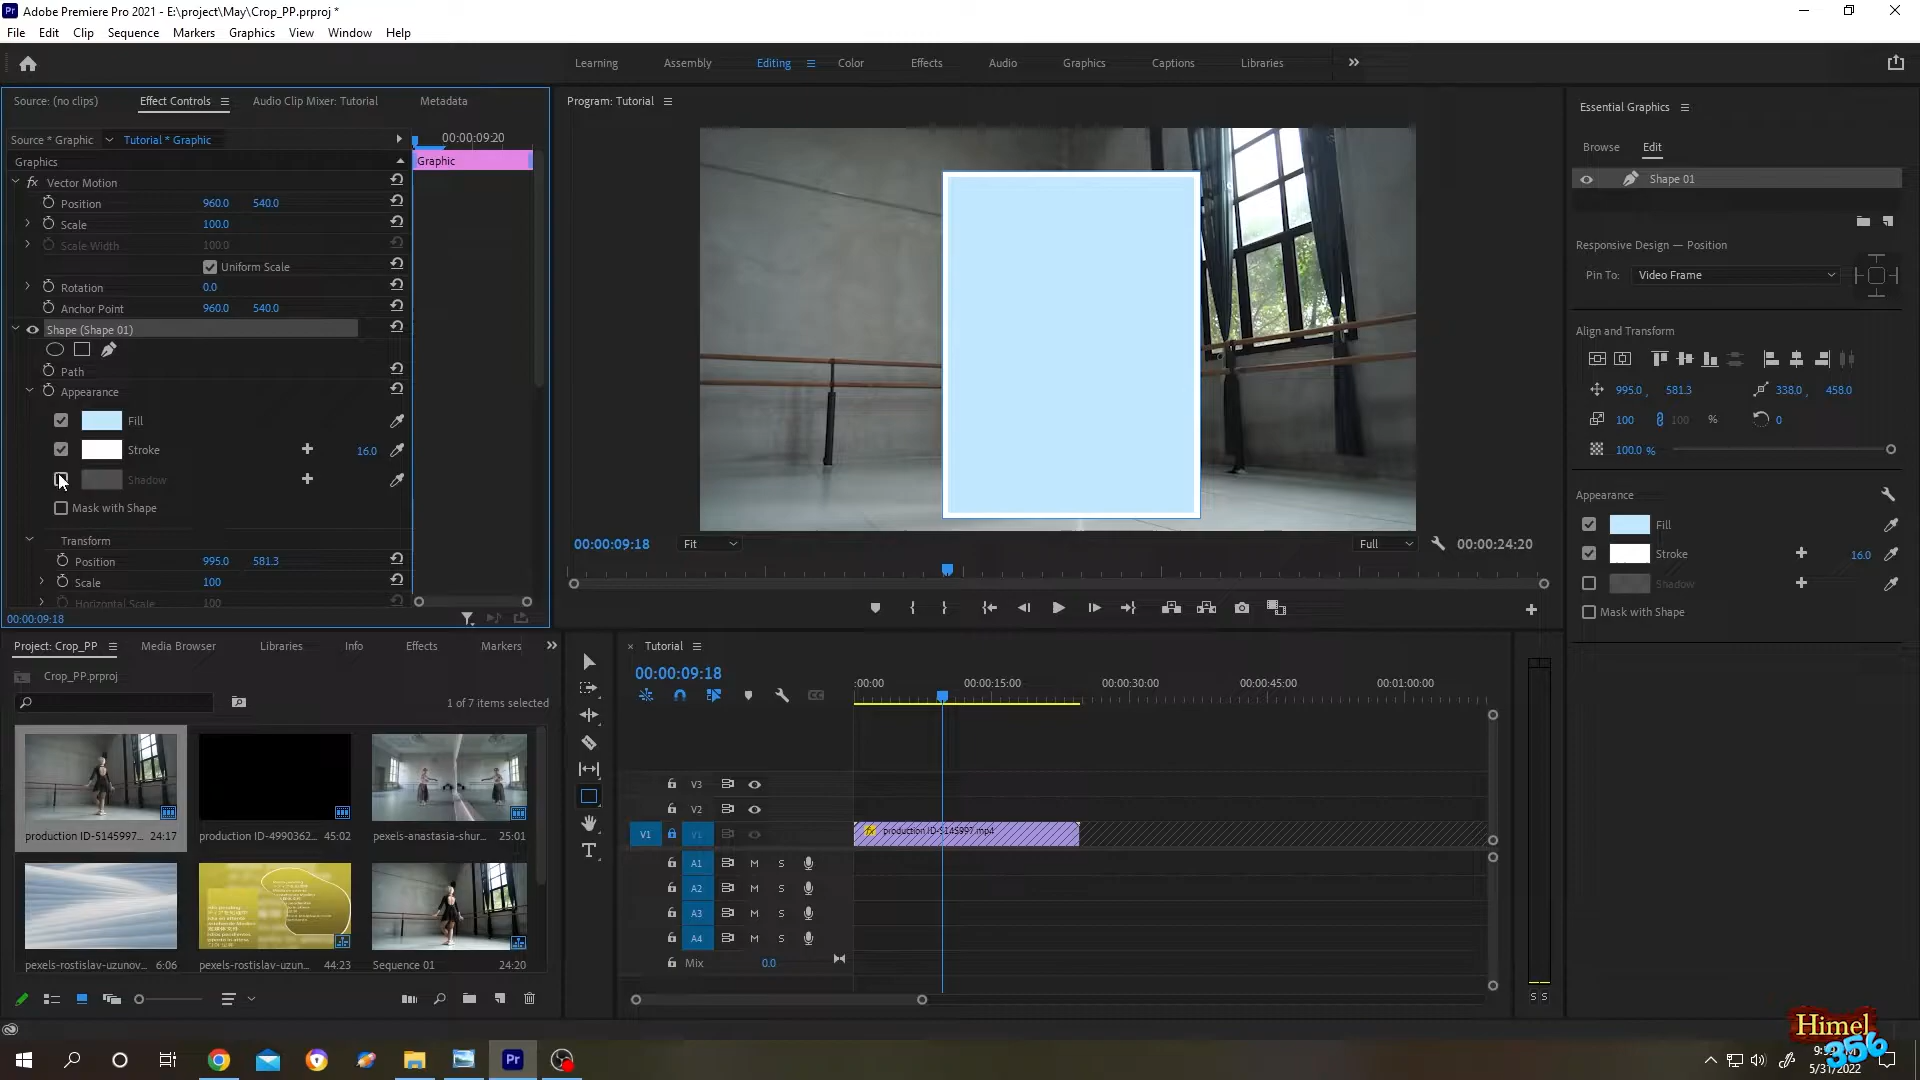 Adobe Premiere Pro 2021 - E:\project\May\Crop_PP.prproj *
File Edit Clip Sequence Markers Graphics View Window Help
Learning Assembly Editing Color Effects Audio Graphics Captions Libraries
Source: (no clips) Effect Controls Audio Clip Mixer: Tutorial Metadata
Source * Graphic Tutorial * Graphic 00:00:09:20
Graphics Graphic
fx Vector Motion
Position 960.0 540.0
Scale 100.0
Scale Width 100.0
Uniform Scale
Rotation 0.0
Anchor Point 960.0 540.0
Shape (Shape 01)
Path
Appearance
Fill
Stroke 16.0
Shadow
Mask with Shape
Transform
Position 995.0 581.3
Scale 100
Horizontal Scale 100
00:00:09:18
Program: Tutorial
00:00:09:18 Fit Full 00:00:24:20
Essential Graphics
Browse Edit
Shape 01
Responsive Design — Position
Pin To: Video Frame
Align and Transform
995.0 , 581.3 338.0 , 458.0
100 100 % 0
100.0 %
Appearance
Fill
Stroke 16.0
Shadow
Mask with Shape
Project: Crop_PP Media Browser Libraries Info Effects Markers
Crop_PP.prproj
1 of 7 items selected
production ID-5145997... 24:17 production ID-4990362... 45:02 pexels-anastasia-shur... 25:01
pexels-rostislav-uzunov... 6:06 pexels-rostislav-uzun... 44:23 Sequence 01 24:20
× Tutorial
00:00:09:18
:00:00 00:00:15:00 00:00:30:00 00:00:45:00 00:01:00:00
V3
V2
V1 V1 fx production ID-5145997.mp4
A1 M S
A2 M S
A3 M S
A4 M S
Mix 0.0
S S
Himel
356
5/31/2022